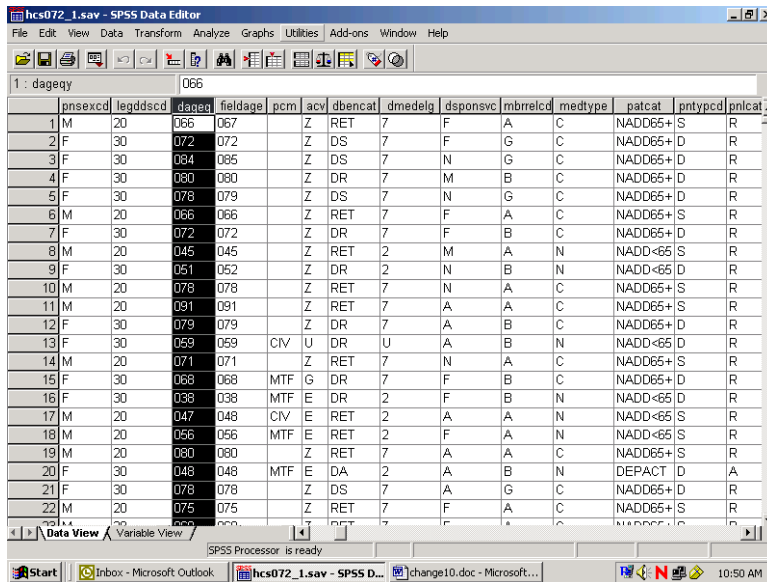 hcs072_1.sav - SPSS Data Editor
File Edit View Data Transform Analyze Graphs Utilities Add-ons Window Help
1 : dageqy 066
pnsexcd legddscd dageq fieldage pcm acv dbencat dmedelg dsponsvc mbrrelcd medtype patcat pntypcd pnlcat
1 M 20 066 067 Z RET 7 F A C NADD65+ S R
2 F 30 072 072 Z DS 7 F G C NADD65+ D R
3 F 30 084 085 Z DS 7 N G C NADD65+ D R
4 F 30 080 080 Z DR 7 M B C NADD65+ D R
5 F 30 078 079 Z DS 7 N G C NADD65+ D R
6 M 20 066 066 Z RET 7 F A C NADD65+ S R
7 F 30 072 072 Z DR 7 F B C NADD65+ D R
8 M 20 045 045 Z RET 2 M A N NADD<65 S R
9 F 30 051 052 Z DR 2 N B N NADD<65 D R
10 M 20 078 078 Z RET 7 N A C NADD65+ S R
11 M 20 091 091 Z RET 7 A A C NADD65+ S R
12 F 30 079 079 Z DR 7 A B C NADD65+ D R
13 F 30 059 059 CIV U DR U A B N NADD<65 D R
14 M 20 071 071 Z RET 7 N A C NADD65+ S R
15 F 30 068 068 MTF G DR 7 F B C NADD65+ D R
16 F 30 038 038 MTF E DR 2 F B N NADD<65 D R
17 M 20 047 048 CIV E RET 2 A A N NADD<65 S R
18 M 20 056 056 MTF E RET 2 F A N NADD<65 S R
19 M 20 080 080 Z RET 7 A A C NADD65+ S R
20 F 30 048 048 MTF E DA 2 A B N DEPACT D A
21 F 30 078 078 Z DS 7 A G C NADD65+ D R
22 M 20 075 075 Z RET 7 F A C NADD65+ S R
Data View Variable View
SPSS Processor is ready
Start Inbox - Microsoft Outlook hcs072_1.sav - SPSS D... change10.doc - Microsoft... 10:50 AM